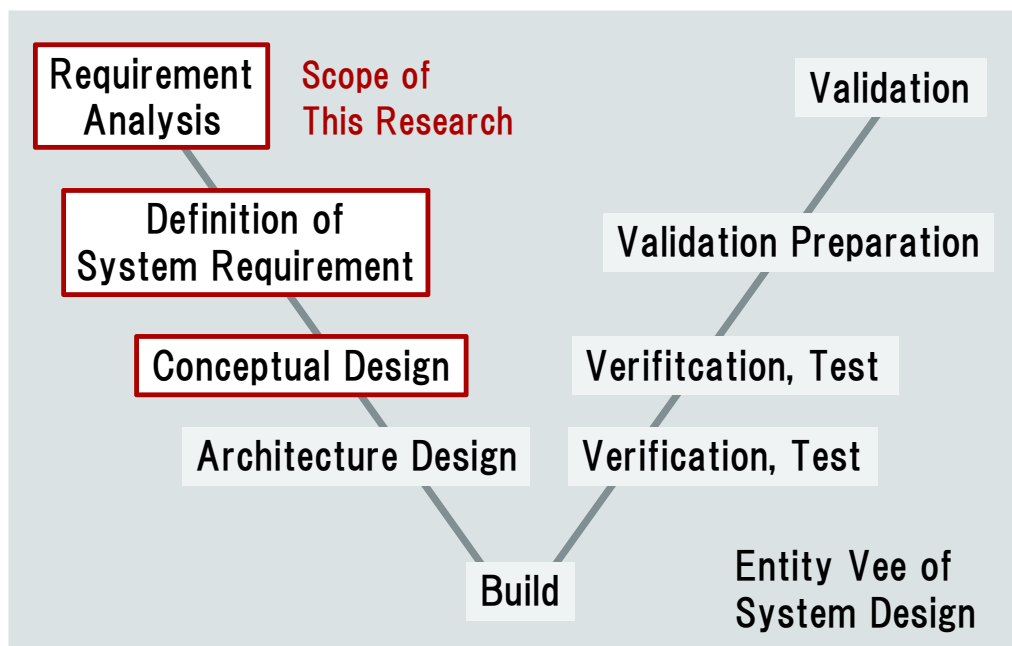 Requirement
Analysis
Scope of
This Research
Validation
Definition of
System Requirement
Validation Preparation
Conceptual Design
Verifitcation, Test
Architecture Design
Verification, Test
Build
Entity Vee of
System Design